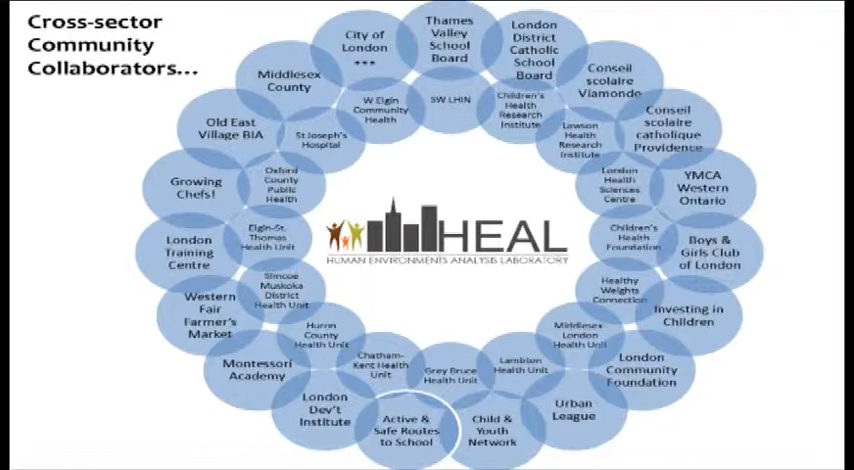 Cross-sector
Community
Collaborators...
City of
London
***
Thames
Valley
School
Board
London
District
Catholic
School
Board
Conseil
scolaire
Viamonde
Conseil
scolaire
catholique
Providence
YMCA
Western
Ontario
Boys &
Girls Club
of London
Investing in
Children
London
Community
Foundation
Urban
League
Child &
Youth
Network
Active &
Safe Routes
to School
London
Dev't
Institute
Montessori
Academy
Western
Fair
Farmer's
Market
London
Training
Centre
Growing
Chefs!
Old East
Village BIA
Middlesex
County
W Elgin
Community
Health
SW LHIN
Children's
Health
Research
Institute
Lawson
Health
Research
Institute
London
Health
Sciences
Centre
Children's
Health
Foundation
Healthy
Weights
Connection
Middlesex
London
Health Unit
Lambton
Health Unit
Grey Bruce
Health Unit
Chatham-
Kent Health
Unit
Huron
County
Health Unit
Simcoe
Muskoka
District
Health Unit
Elgin-St.
Thomas
Health Unit
Oxford
County
Public
Health
St Joseph's
Hospital
HEAL
HUMAN ENVIRONMENTS ANALYSIS LABORATORY